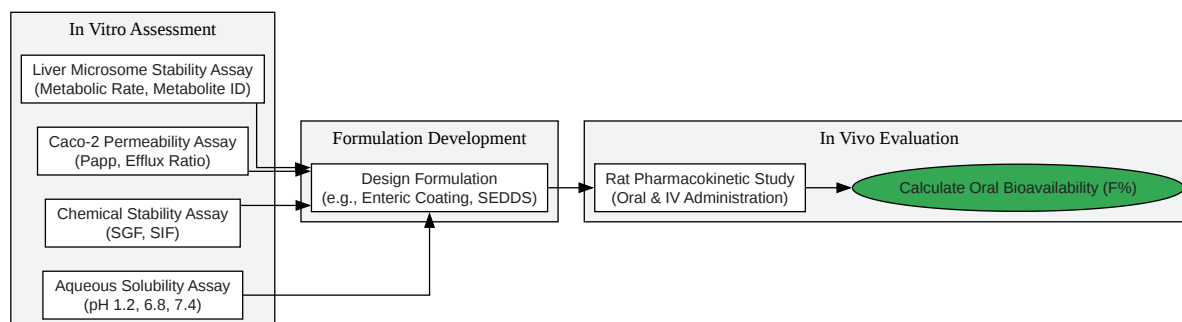 In Vitro Assessment
Liver Microsome Stability Assay
(Metabolic Rate, Metabolite ID)
Caco-2 Permeability Assay
(Papp, Efflux Ratio)
Chemical Stability Assay
(SGF, SIF)
Aqueous Solubility Assay
(pH 1.2, 6.8, 7.4)
Formulation Development
Design Formulation
(e.g., Enteric Coating, SEDDS)
In Vivo Evaluation
Rat Pharmacokinetic Study
(Oral & IV Administration)
Calculate Oral Bioavailability (F%)